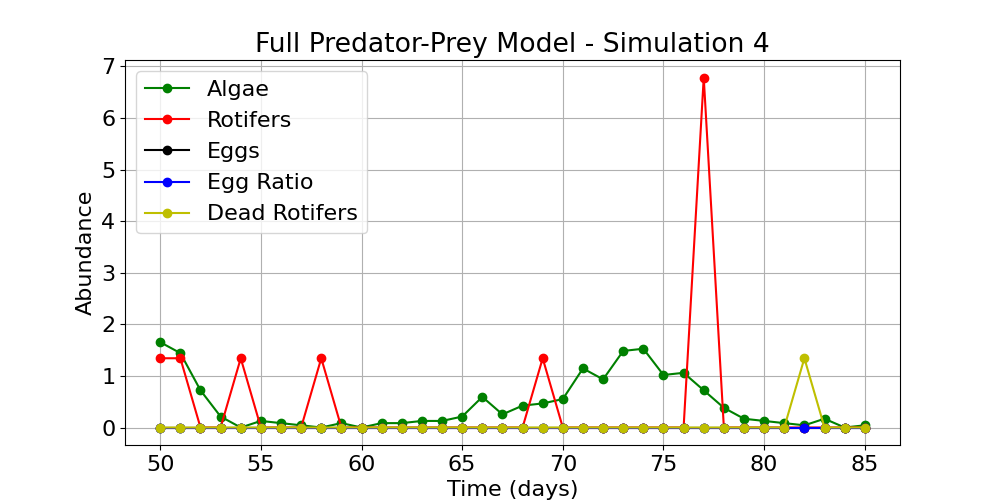 Full Predator-Prey Model - Simulation 4
Abundance
7
6
5
4
3
2
1
0
Algae
Rotifers
Eggs
Egg Ratio
Dead Rotifers
50 55 60 65 70 75 80 85
Time (days)